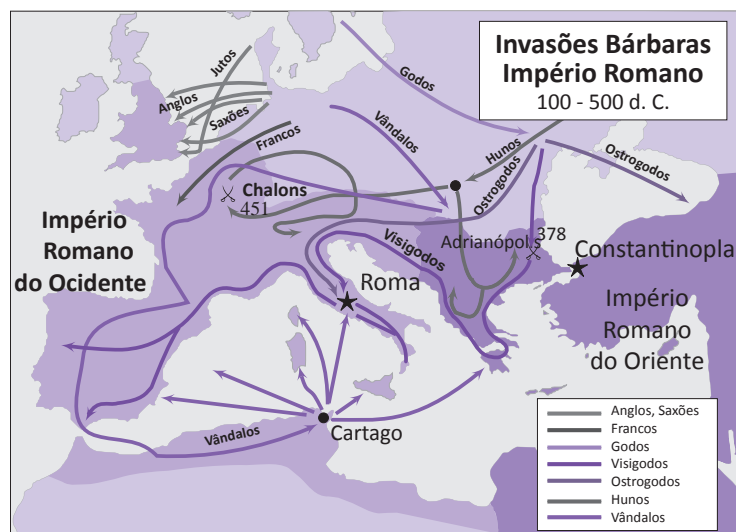 Invasões Bárbaras
Império Romano
100 - 500 d. C.
Jutos
Anglos
Saxões
Godos
Francos
Vândalos
Hunos
Ostrogodos
Ostrogodos
Chalons
451
Visigodos
Adrianópolis
378
Império
Romano
do Ocidente
Constantinopla
Roma
Império
Romano
do Oriente
Vândalos
Cartago
Anglos, Saxões
Francos
Godos
Visigodos
Ostrogodos
Hunos
Vândalos